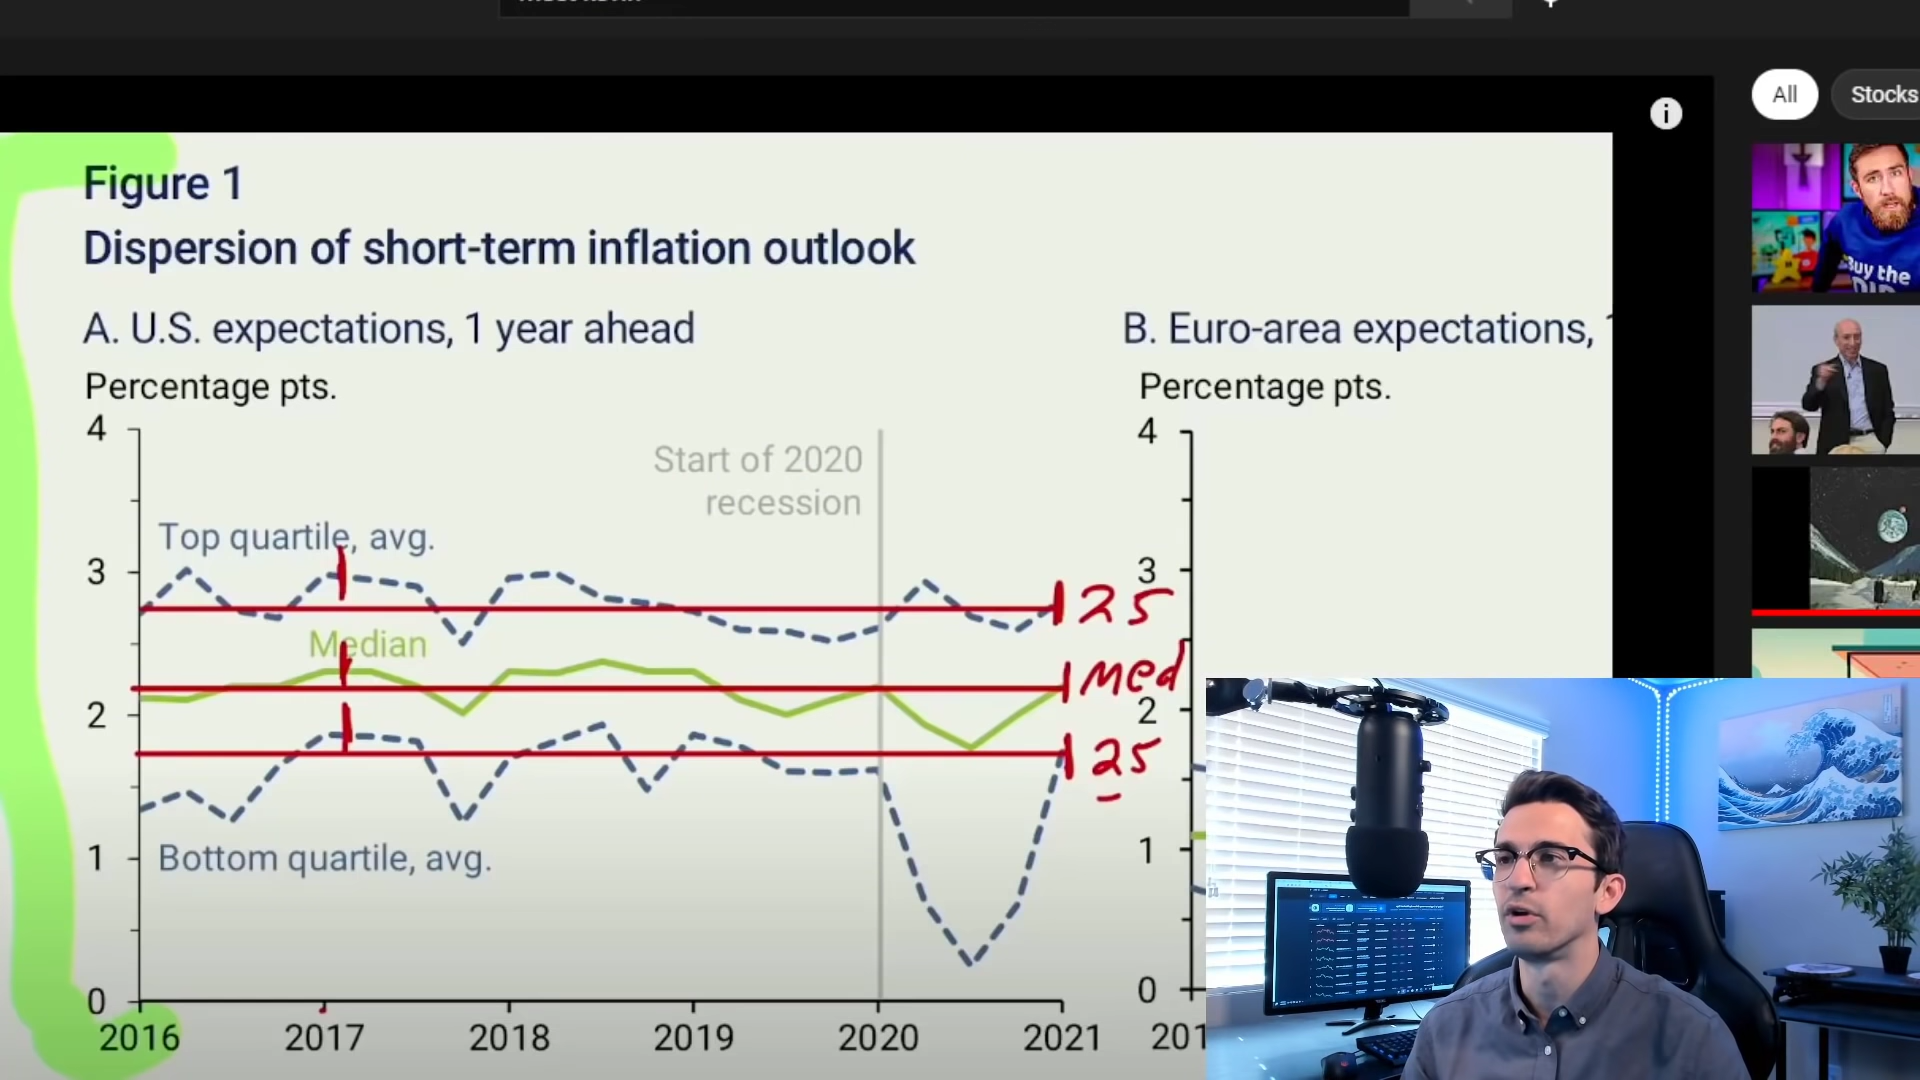 All
Stocks
i
Figure 1
Dispersion of short-term inflation outlook
A. U.S. expectations, 1 year ahead
Percentage pts.
4
3
2
1
0
Start of 2020
recession
Top quartile, avg.
Median
Bottom quartile, avg.
25
Med
25
2016 2017 2018 2019 2020 2021
B. Euro-area expectations,
Percentage pts.
4
3
2
1
0
201
Buy the